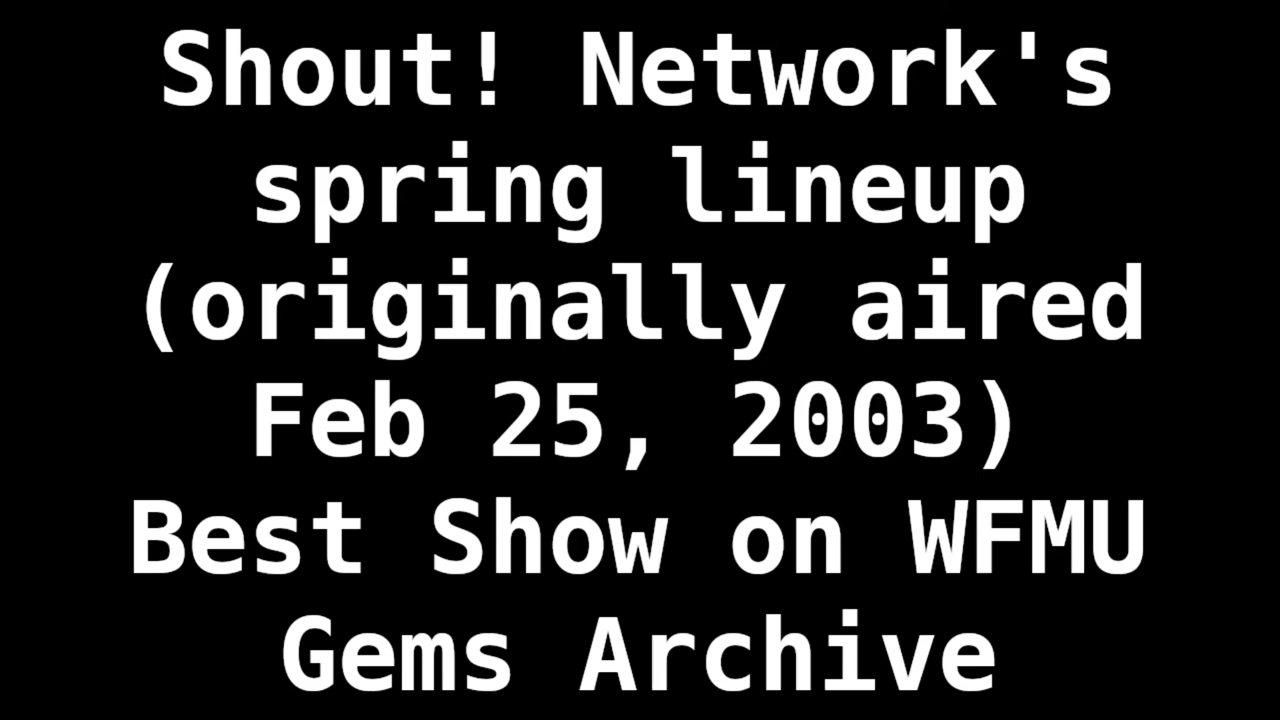 Shout! Network's
spring lineup
(originally aired
Feb 25, 2003)
Best Show on WFMU
Gems Archive